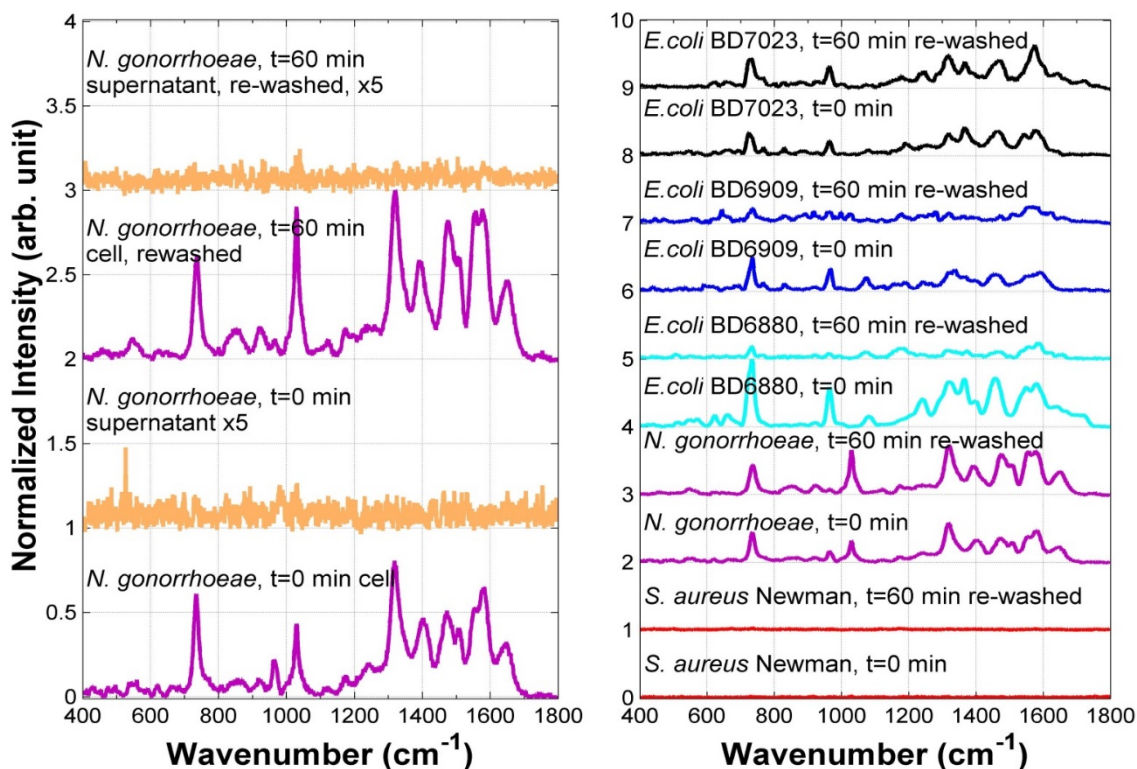 Normalized Intensity (arb. unit)
4
3.5
3
2.5
2
1.5
1
0.5
0
N. gonorrhoeae, t=60 min
supernatant, re-washed, x5
N. gonorrhoeae, t=60 min
cell, rewashed
N. gonorrhoeae, t=0 min
supernatant x5
N. gonorrhoeae, t=0 min cell
400 600 800 1000 1200 1400 1600 1800
Wavenumber (cm-1)
10
9
8
7
6
5
4
3
2
1
0
E.coli BD7023, t=60 min re-washed
E.coli BD7023, t=0 min
E.coli BD6909, t=60 min re-washed
E.coli BD6909, t=0 min
E.coli BD6880, t=60 min re-washed
E.coli BD6880, t=0 min
N. gonorrhoeae, t=60 min re-washed
N. gonorrhoeae, t=0 min
S. aureus Newman, t=60 min re-washed
S. aureus Newman, t=0 min
400 600 800 1000 1200 1400 1600 1800
Wavenumber (cm-1)